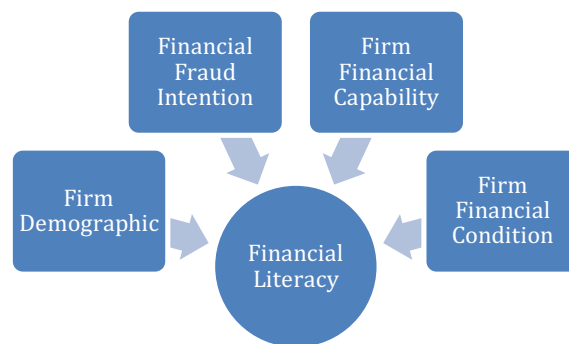 Financial
Fraud
Intention
Firm
Financial
Capability
Firm
Demographic
Firm
Financial
Condition
Financial
Literacy